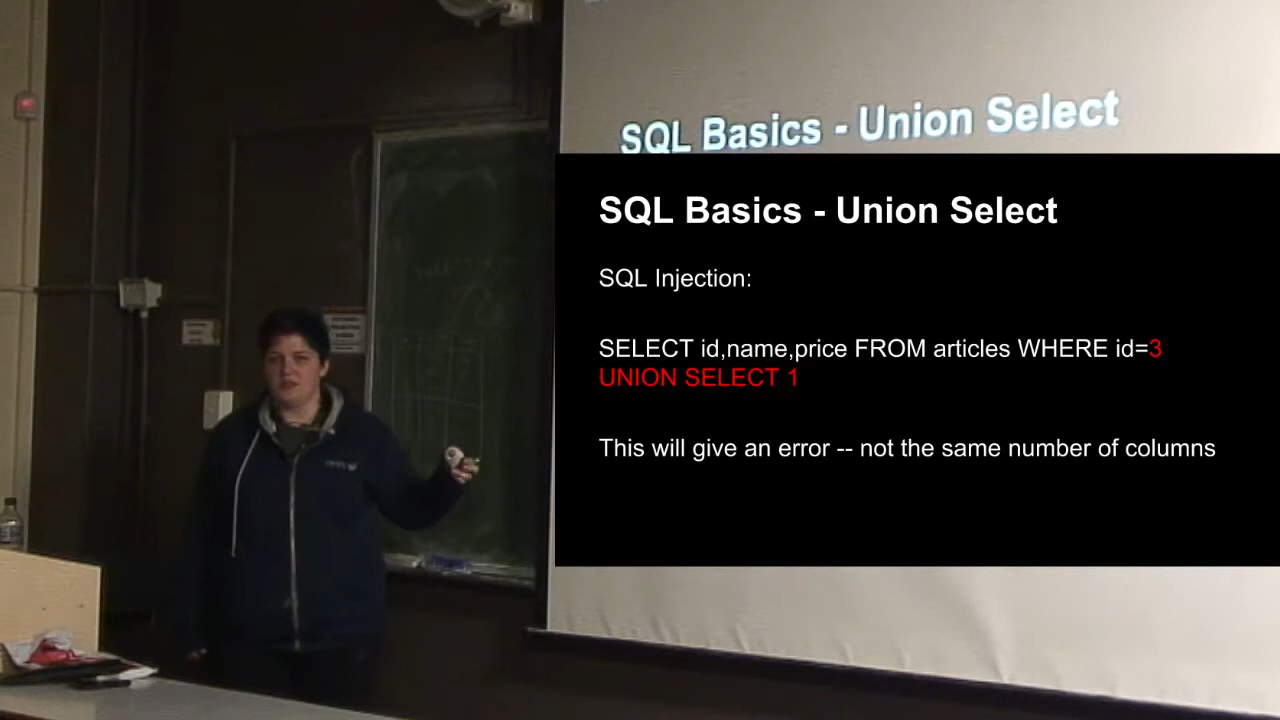 SQL Basics - Union Select
SQL Basics - Union Select
SQL Injection:
SELECT id,name,price FROM articles WHERE id=3
UNION SELECT 1
This will give an error -- not the same number of columns